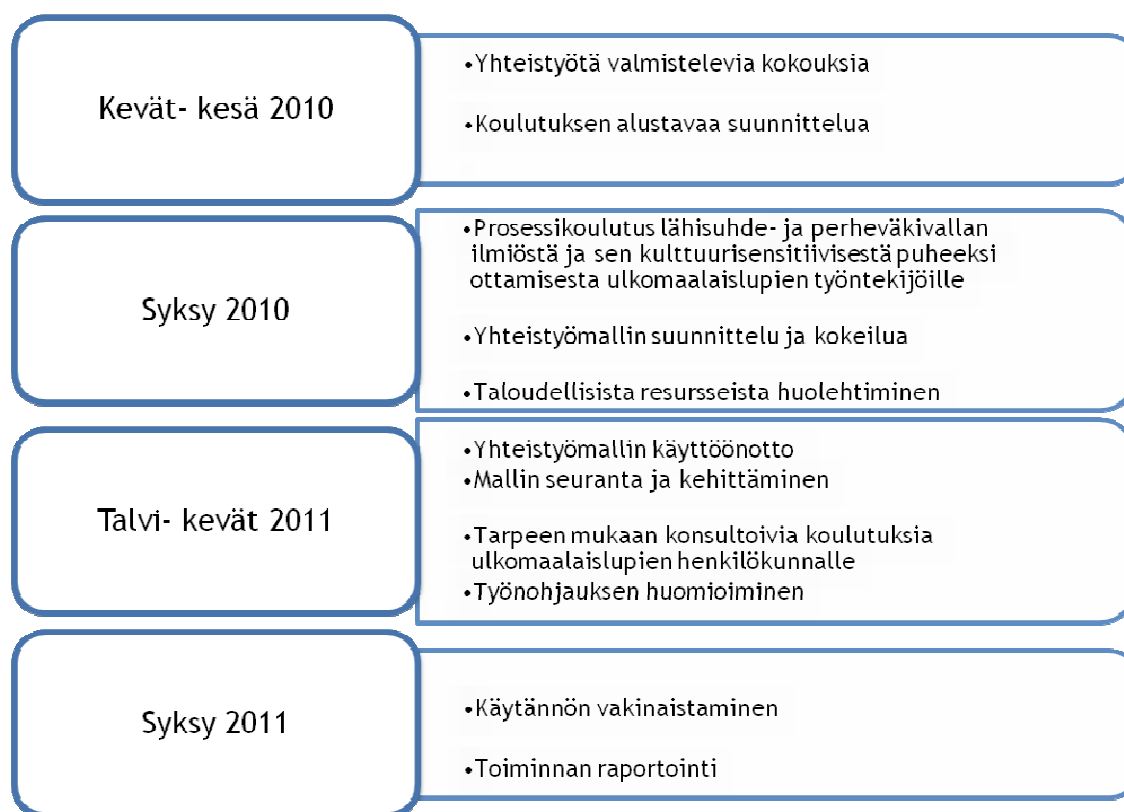 Kevät- kesä 2010
•Yhteistyötä valmistelevia kokouksia
•Koulutuksen alustavaa suunnittelua
Syksy 2010
•Prosessikoulutus lähisuhde- ja perheväkivallan
ilmiöstä ja sen kulttuurisensitiivisestä puheeksi
ottamisesta ulkomaalaislupien työntekijöille
•Yhteistyömallin suunnittelu ja kokeilua
•Taloudellisista resursseista huolehtiminen
Talvi- kevät 2011
•Yhteistyömallin käyttöönotto
•Mallin seuranta ja kehittäminen
•Tarpeen mukaan konsultoivia koulutuksia
ulkomaalaislupien henkilökunnalle
•Työnohjauksen huomioiminen
Syksy 2011
•Käytännön vakinaistaminen
•Toiminnan raportointi